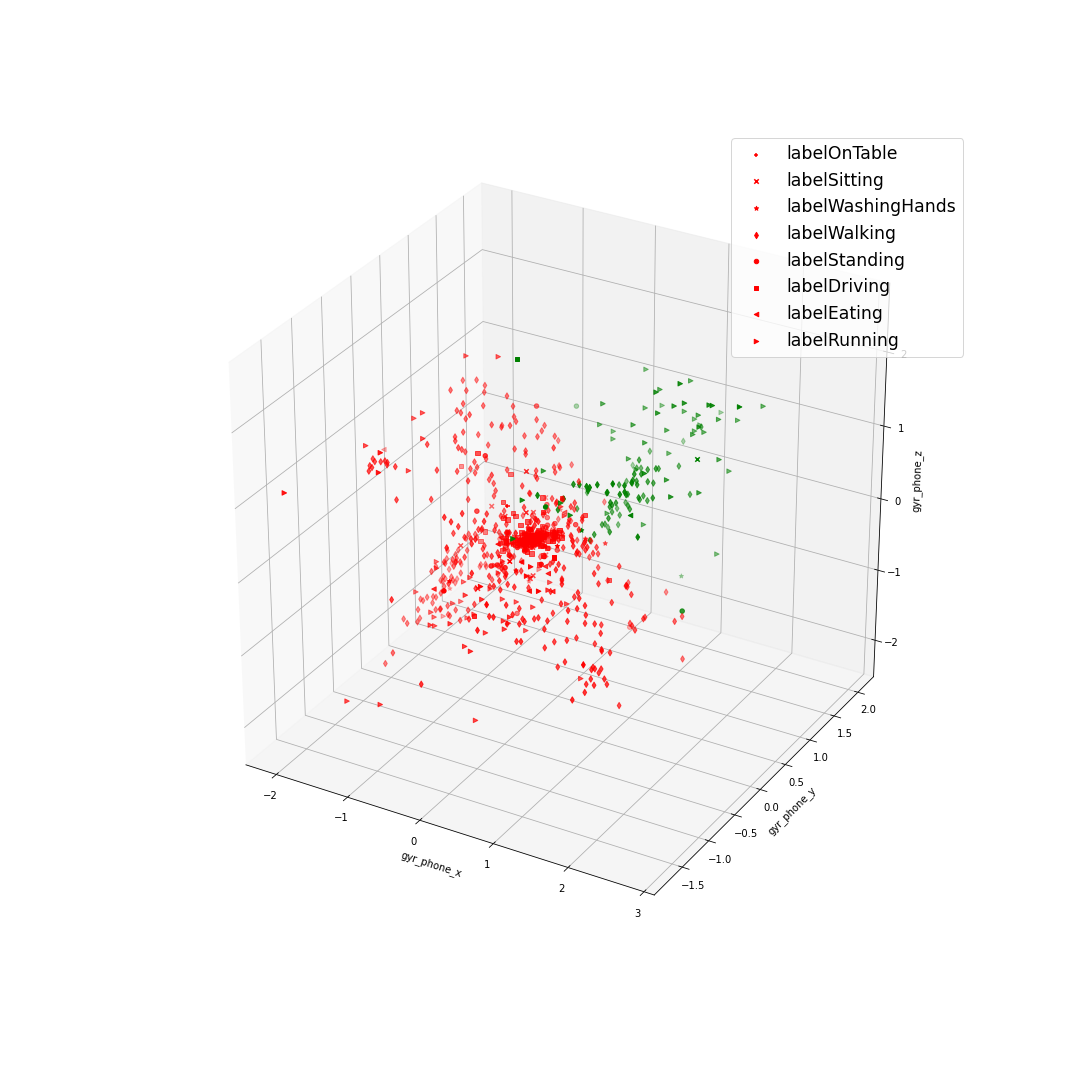 labelOnTable
labelSitting
labelWashingHands
labelWalking
labelStanding
labelDriving
labelEating
labelRunning
2
1
0
−1
−2
gyr_phone_z
2.0
1.5
1.0
0.5
0.0
−0.5
−1.0
−1.5
gyr_phone_y
−2
−1
0
1
2
3
gyr_phone_x